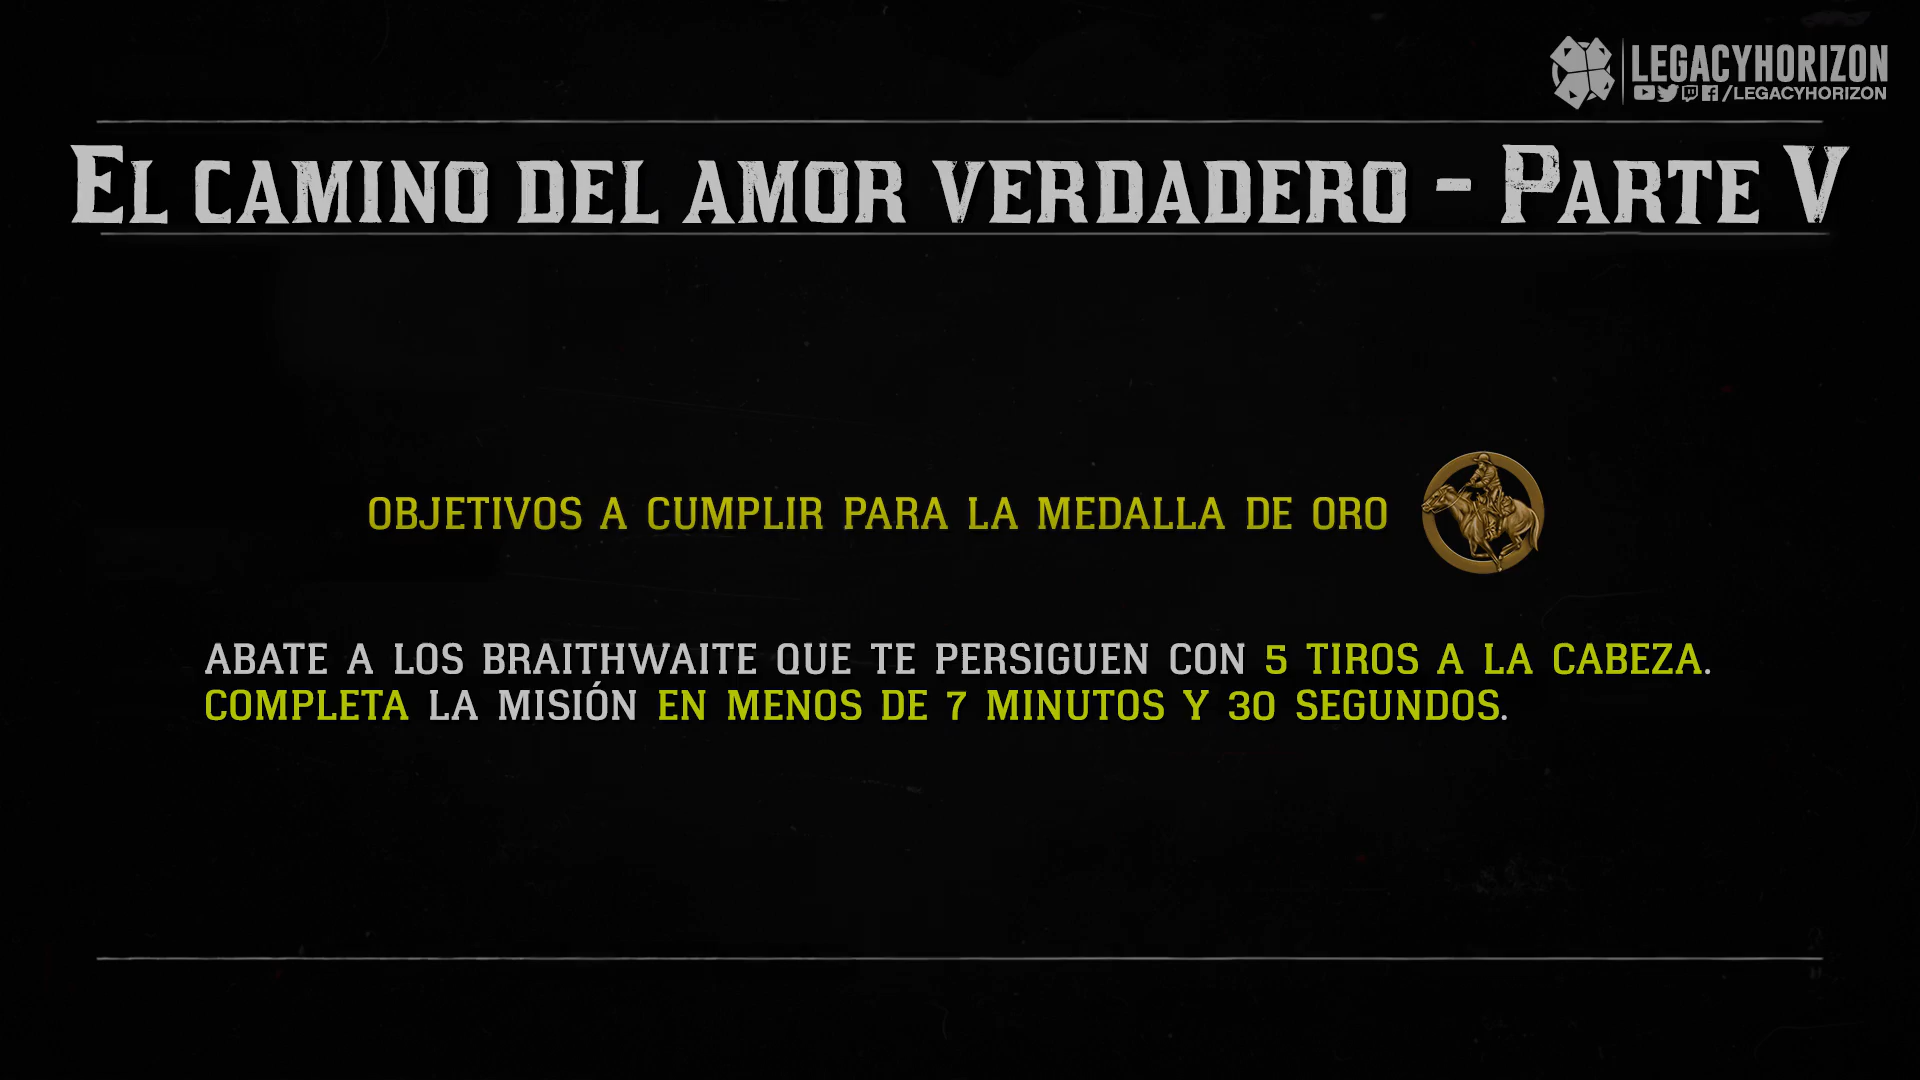 LEGACYHORIZON
/LEGACYHORIZON
El camino del amor verdadero - Parte V
OBJETIVOS A CUMPLIR PARA LA MEDALLA DE ORO
ABATE A LOS BRAITHWAITE QUE TE PERSIGUEN CON 5 TIROS A LA CABEZA.
COMPLETA LA MISIÓN EN MENOS DE 7 MINUTOS Y 30 SEGUNDOS.